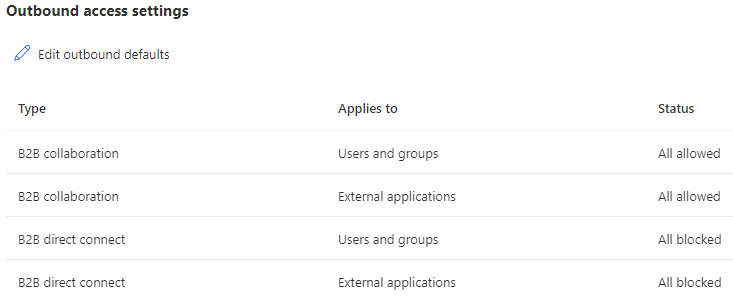 Outbound access settings
Edit outbound defaults
Type Applies to Status
B2B collaboration Users and groups All allowed
B2B collaboration External applications All allowed
B2B direct connect Users and groups All blocked
B2B direct connect External applications All blocked